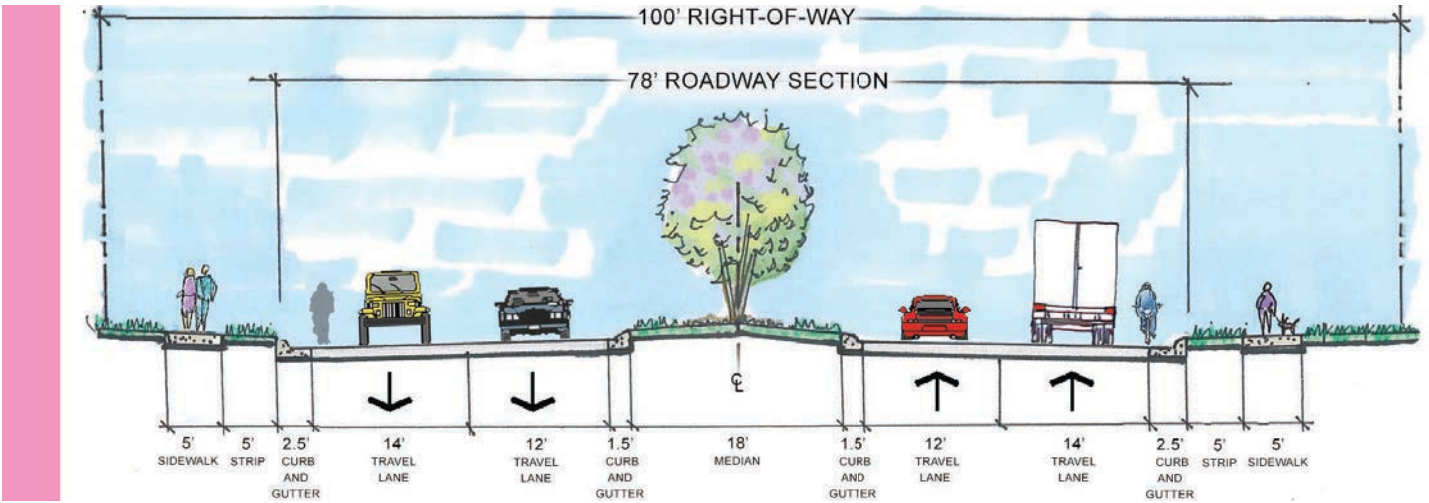 100' RIGHT-OF-WAY
78' ROADWAY SECTION
℄
5' 5' 2.5' 14' 12' 1.5' 18' 1.5' 12' 14' 2.5' 5' 5'
SIDEWALK STRIP CURB TRAVEL TRAVEL CURB MEDIAN CURB TRAVEL TRAVEL CURB STRIP SIDEWALK
AND LANE LANE AND AND LANE LANE AND
GUTTER GUTTER GUTTER GUTTER